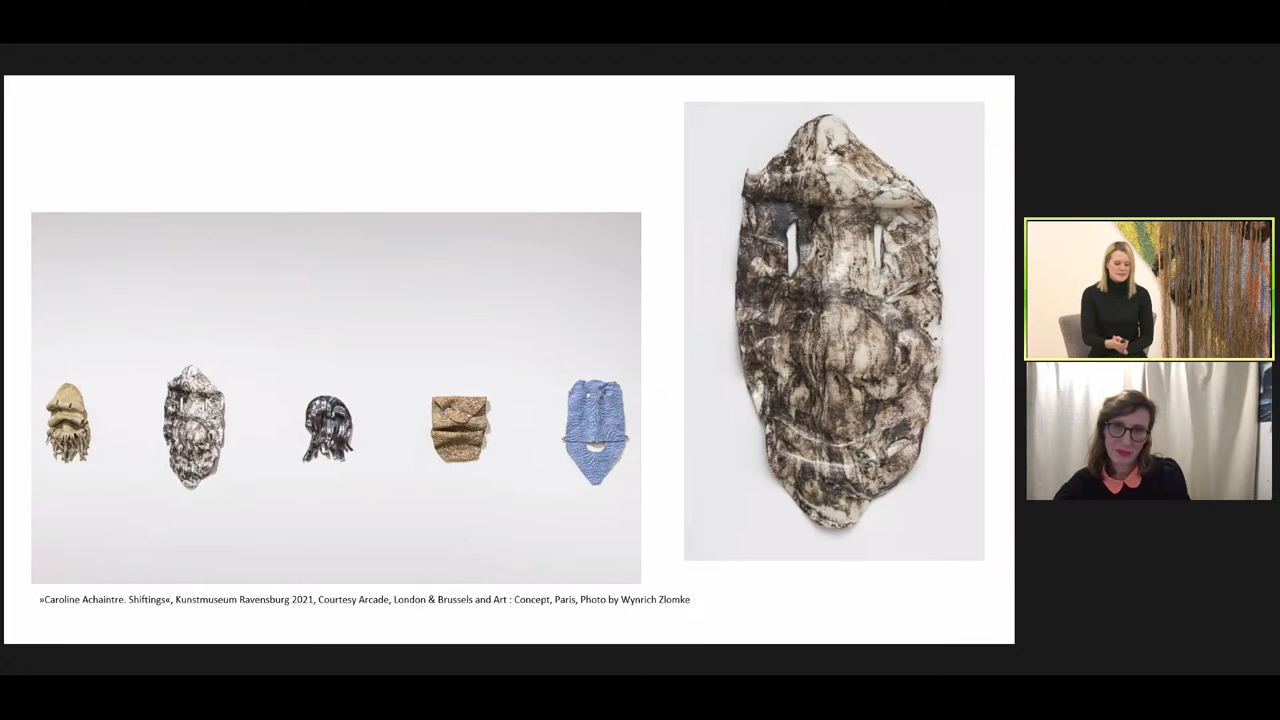 »Caroline Achaintre. Shiftings«, Kunstmuseum Ravensburg 2021, Courtesy Arcade, London & Brussels and Art : Concept, Paris, Photo by Wynrich Zlomke